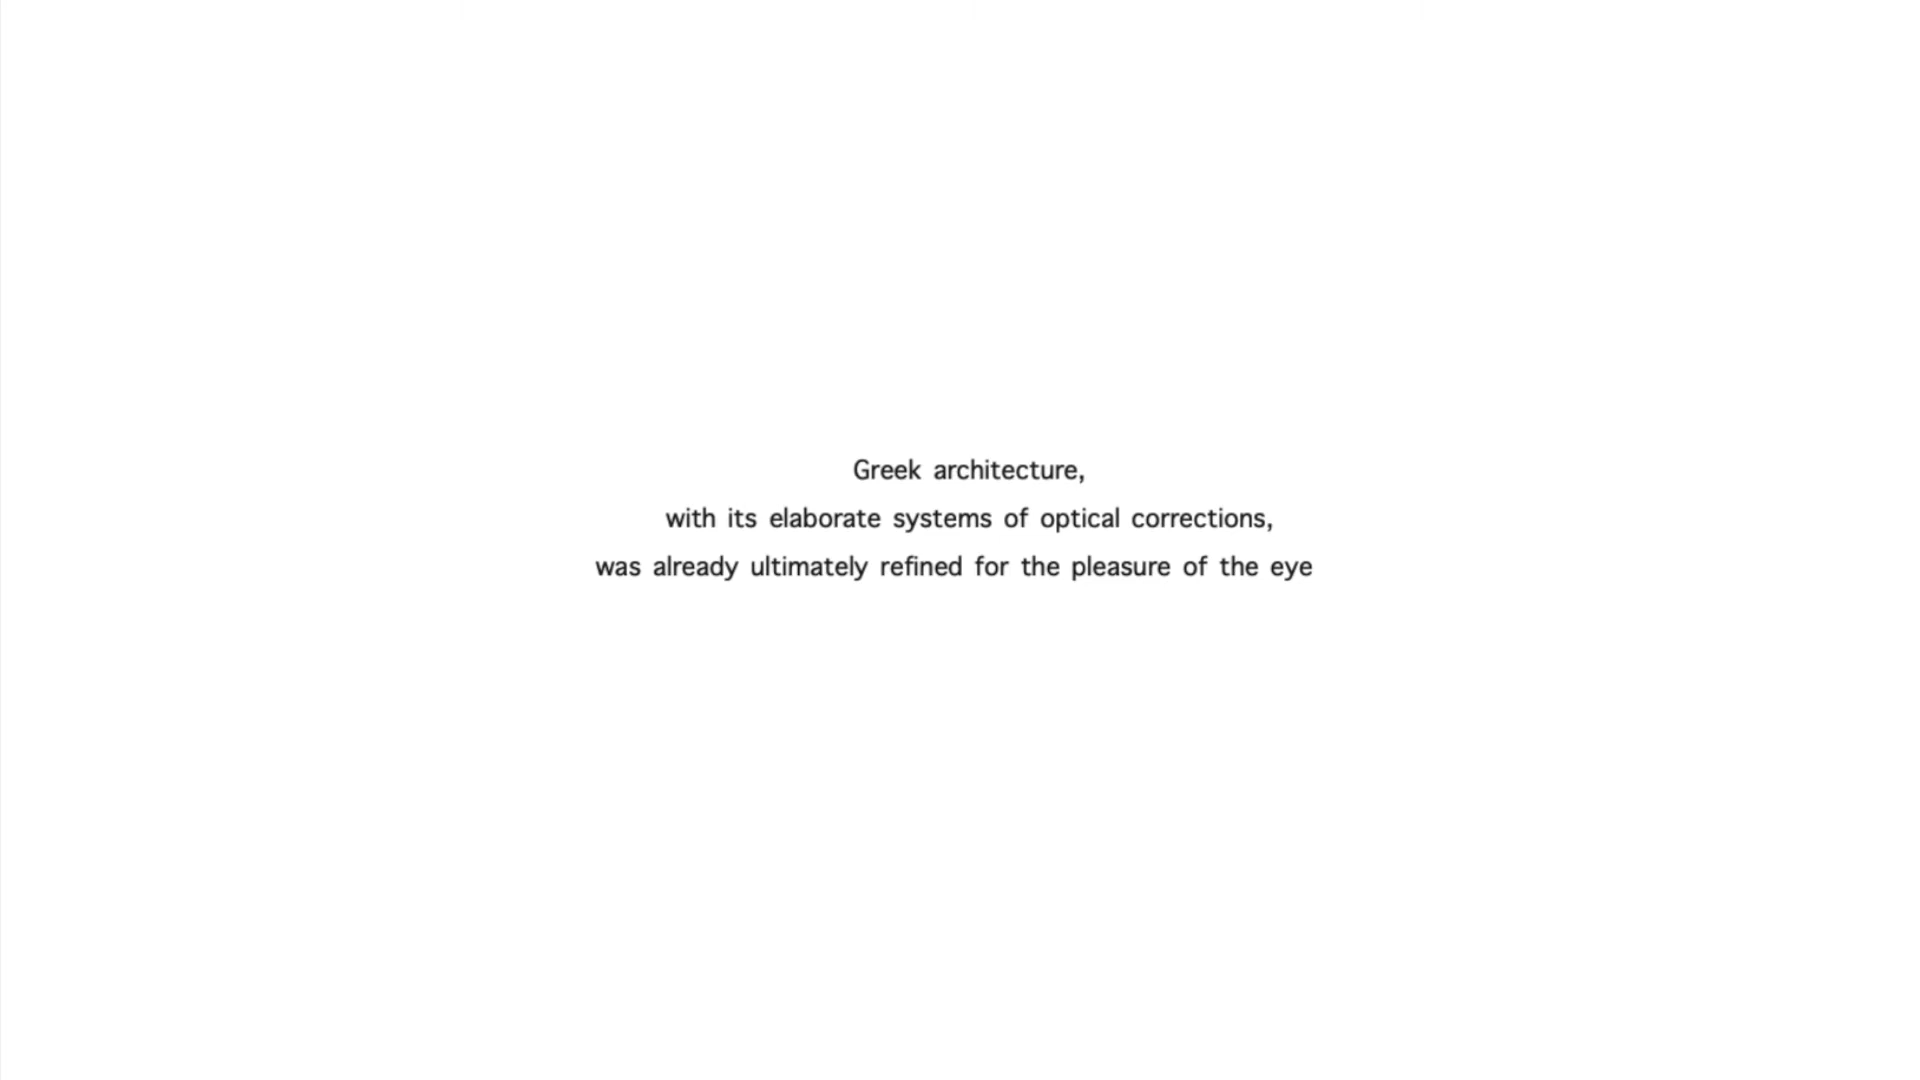 Greek architecture,
with its elaborate systems of optical corrections,
was already ultimately refined for the pleasure of the eye